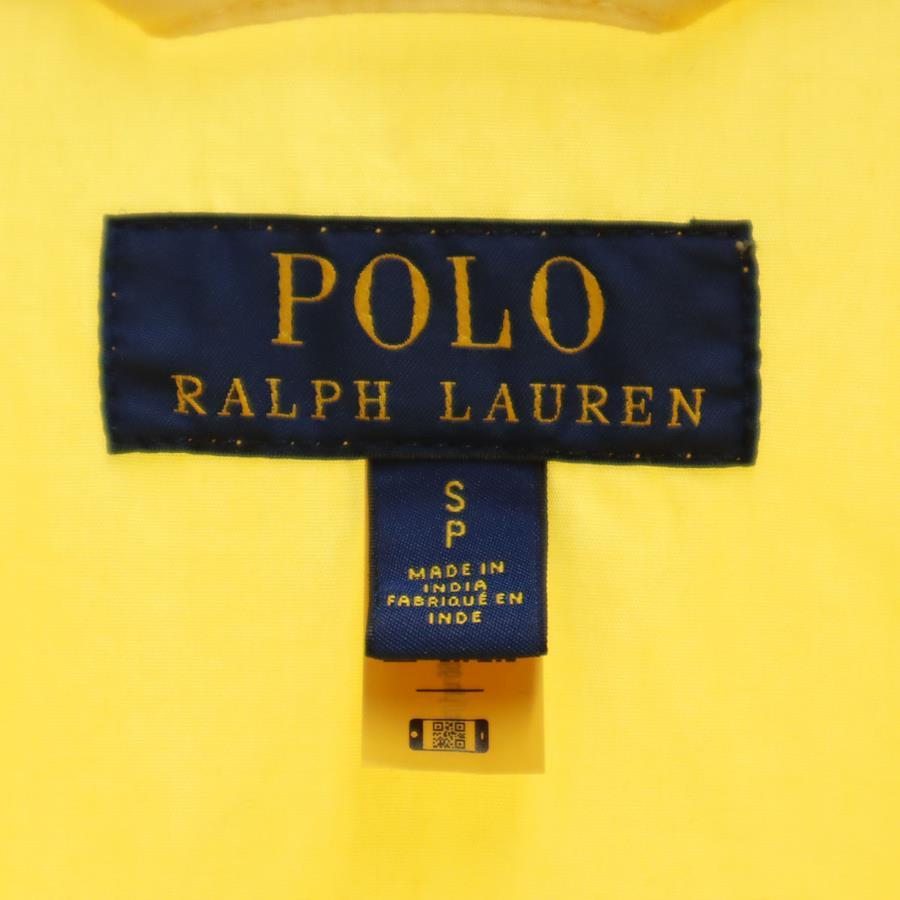 POLO
RALPH LAUREN
S
P
MADE IN
INDIA
FABRIQUÉ EN
INDE